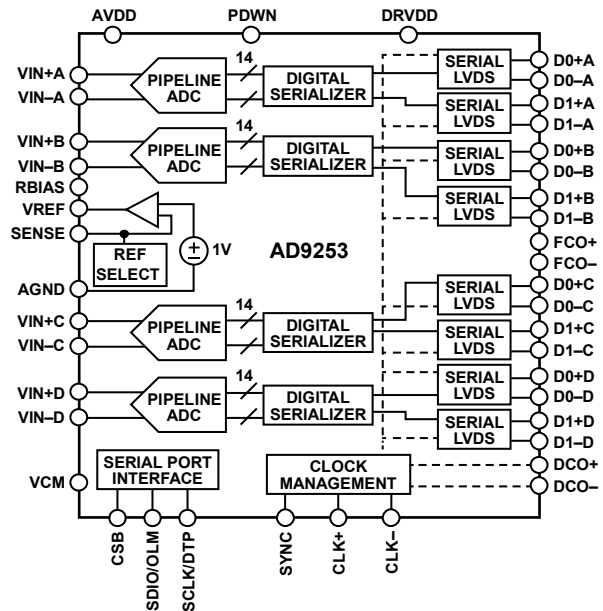 AVDD
PDWN
DRVDD
VIN+A
VIN–A
PIPELINE
ADC
14
DIGITAL
SERIALIZER
SERIAL
LVDS
D0+A
D0–A
SERIAL
LVDS
D1+A
D1–A
VIN+B
VIN–B
PIPELINE
ADC
14
DIGITAL
SERIALIZER
SERIAL
LVDS
D0+B
D0–B
SERIAL
LVDS
D1+B
D1–B
RBIAS
VREF
SENSE
REF
SELECT
1V
AGND
AD9253
FCO+
FCO–
VIN+C
VIN–C
PIPELINE
ADC
14
DIGITAL
SERIALIZER
SERIAL
LVDS
D0+C
D0–C
SERIAL
LVDS
D1+C
D1–C
VIN+D
VIN–D
PIPELINE
ADC
14
DIGITAL
SERIALIZER
SERIAL
LVDS
D0+D
D0–D
SERIAL
LVDS
D1+D
D1–D
VCM
SERIAL PORT
INTERFACE
CLOCK
MANAGEMENT
DCO+
DCO–
CSB
SDIO/OLM
SCLK/DTP
SYNC
CLK+
CLK–